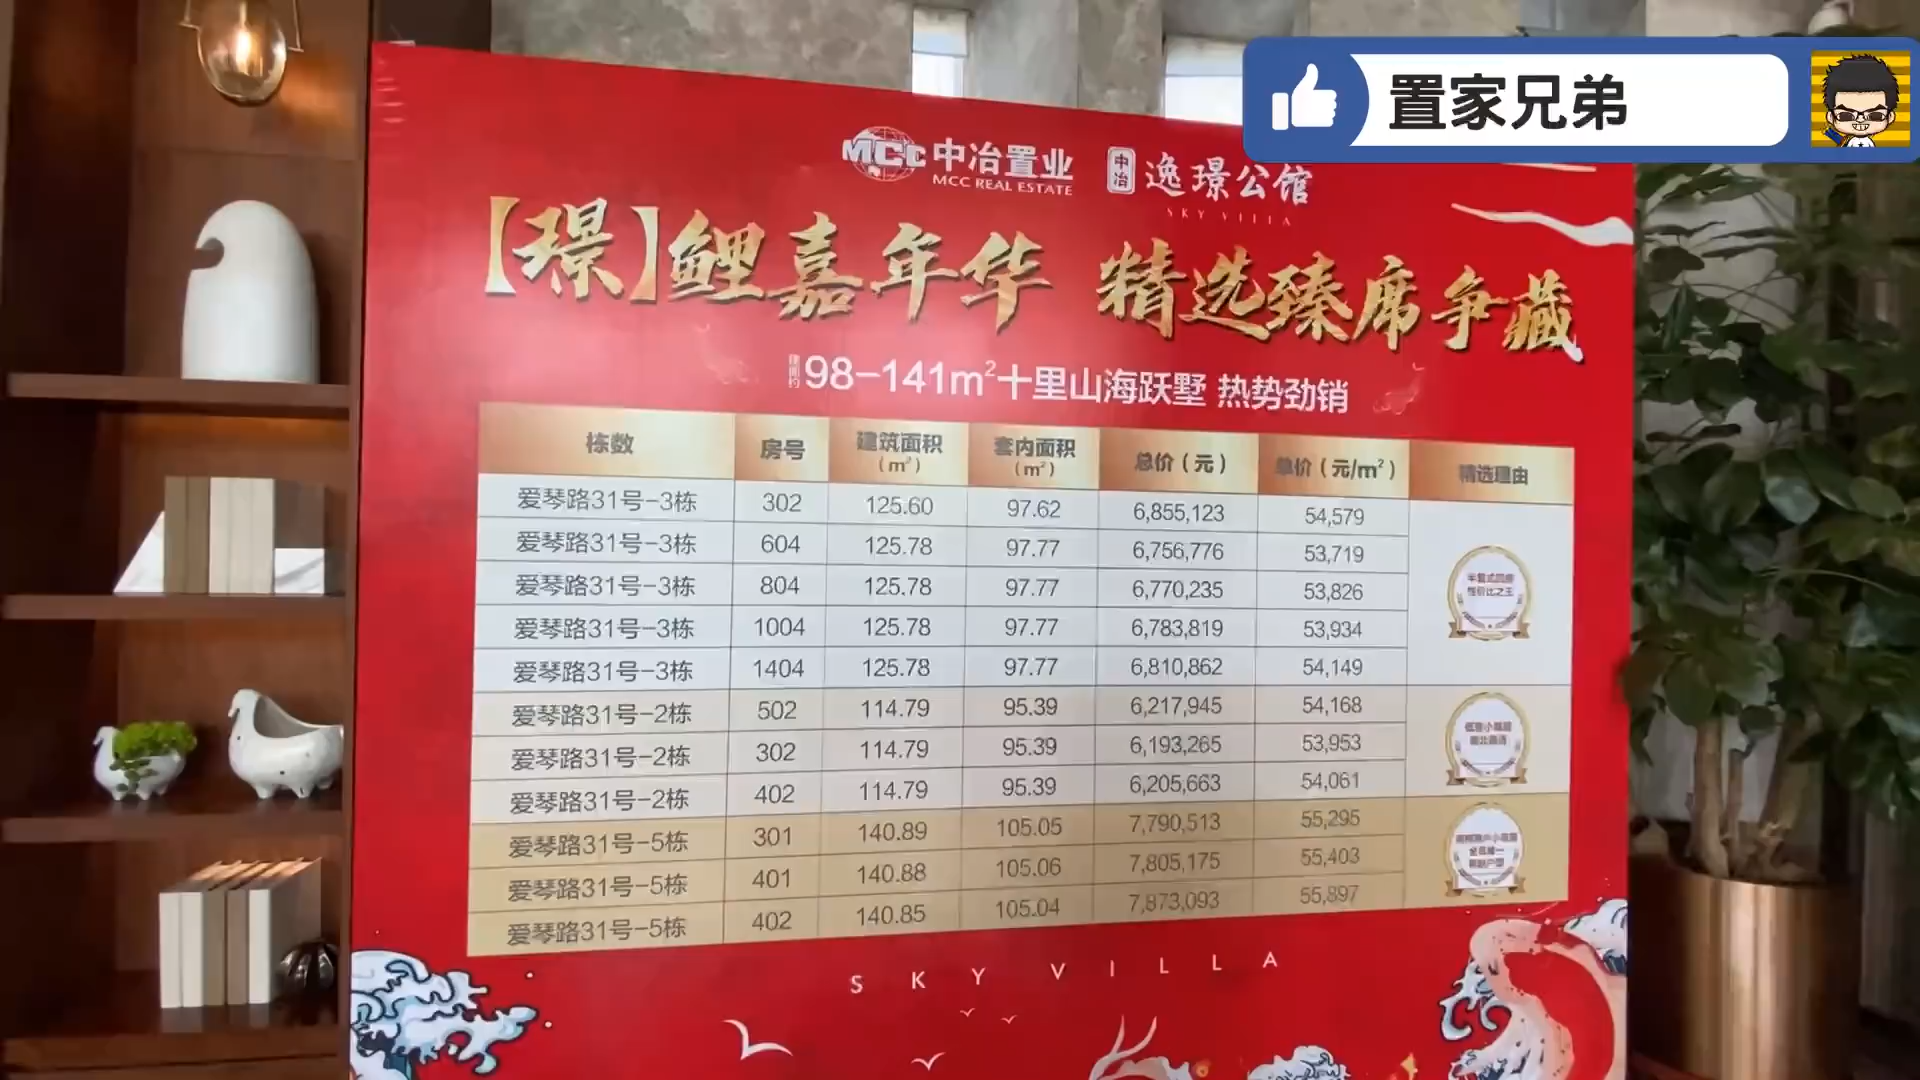 置家兄弟
MCC 中冶置业 中冶 逸璟公馆
MCC REAL ESTATE SKY VILLA
【璟】鲤嘉年华 精选臻席争藏
建面约98-141m²十里山海跃墅 热势劲销
栋数 房号 建筑面积(m²) 套内面积(m²) 总价(元) 单价(元/m²) 精选理由
爱琴路31号-3栋 302 125.60 97.62 6,855,123 54,579
爱琴路31号-3栋 604 125.78 97.77 6,756,776 53,719
爱琴路31号-3栋 804 125.78 97.77 6,770,235 53,826
爱琴路31号-3栋 1004 125.78 97.77 6,783,819 53,934
爱琴路31号-3栋 1404 125.78 97.77 6,810,862 54,149
爱琴路31号-2栋 502 114.79 95.39 6,217,945 54,168
爱琴路31号-2栋 302 114.79 95.39 6,193,265 53,953
爱琴路31号-2栋 402 114.79 95.39 6,205,663 54,061
爱琴路31号-5栋 301 140.89 105.05 7,790,513 55,295
爱琴路31号-5栋 401 140.88 105.06 7,805,175 55,403
爱琴路31号-5栋 402 140.85 105.04 7,873,093 55,897
性价比之王
SKY VILLA